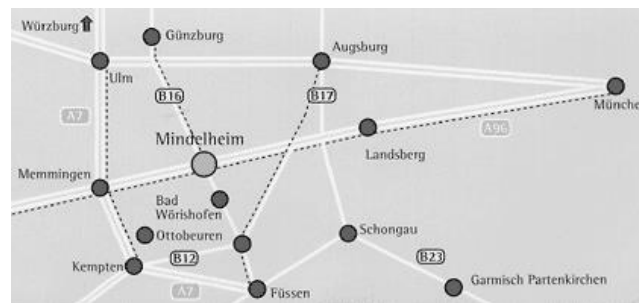 Würzburg
Günzburg
Augsburg
Ulm
B16
B17
A7
Münche
Mindelheim
A96
Landsberg
Memmingen
Bad
Wörishofen
Ottobeuren
Schongau
B12
B23
Kempten
A7
Füssen
Garmisch Partenkirchen